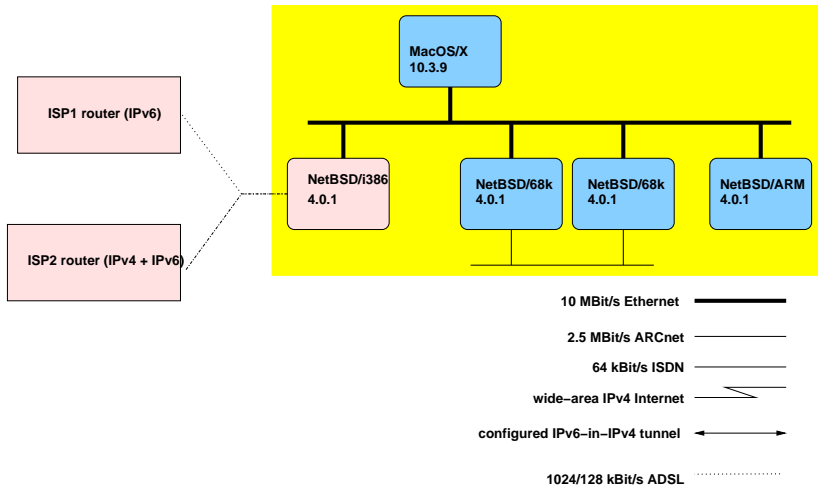 MacOS/X
10.3.9
ISP1 router (IPv6)
NetBSD/i386
4.0.1
NetBSD/68k
4.0.1
NetBSD/68k
4.0.1
NetBSD/ARM
4.0.1
ISP2 router (IPv4 + IPv6)
10 MBit/s Ethernet
2.5 MBit/s ARCnet
64 kBit/s ISDN
wide−area IPv4 Internet
configured IPv6−in−IPv4 tunnel
1024/128 kBit/s ADSL